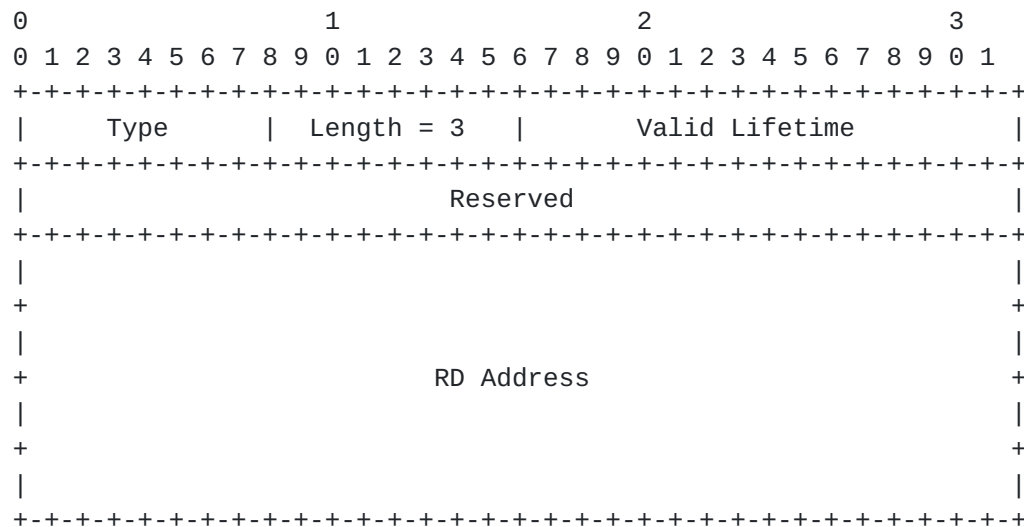 0                   1                   2                   3
0 1 2 3 4 5 6 7 8 9 0 1 2 3 4 5 6 7 8 9 0 1 2 3 4 5 6 7 8 9 0 1
+-+-+-+-+-+-+-+-+-+-+-+-+-+-+-+-+-+-+-+-+-+-+-+-+-+-+-+-+-+-+-+-+
|     Type      |  Length = 3   |       Valid Lifetime          |
+-+-+-+-+-+-+-+-+-+-+-+-+-+-+-+-+-+-+-+-+-+-+-+-+-+-+-+-+-+-+-+-+
|                           Reserved                            |
+-+-+-+-+-+-+-+-+-+-+-+-+-+-+-+-+-+-+-+-+-+-+-+-+-+-+-+-+-+-+-+-+
|                                                               |
+                                                               +
|                                                               |
+                          RD Address                           +
|                                                               |
+                                                               +
|                                                               |
+-+-+-+-+-+-+-+-+-+-+-+-+-+-+-+-+-+-+-+-+-+-+-+-+-+-+-+-+-+-+-+-+